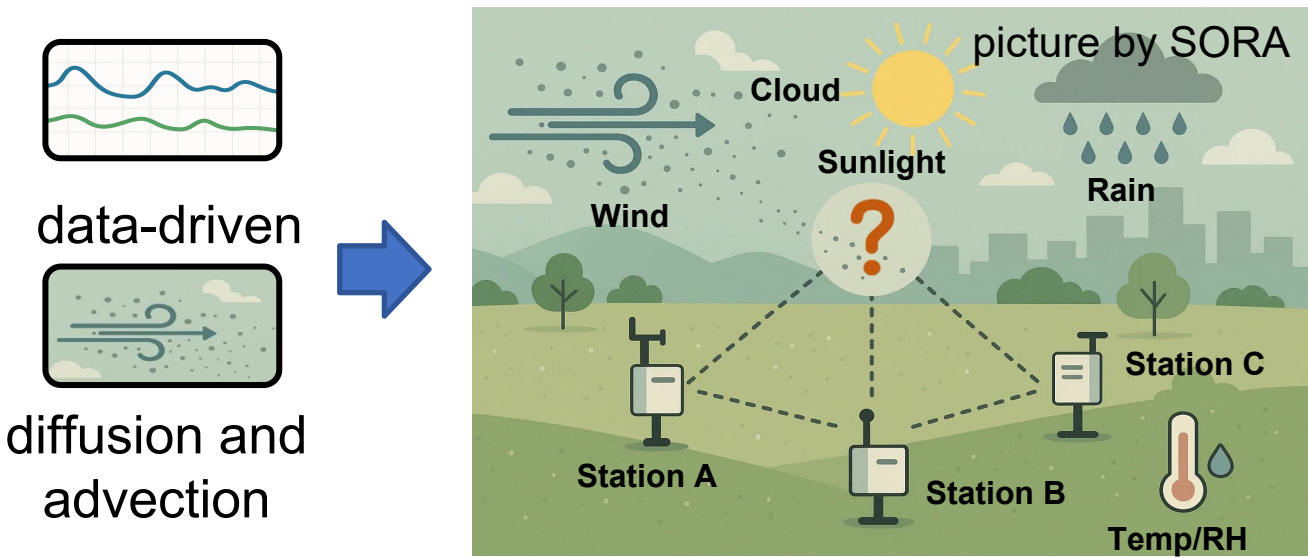 data-driven
diffusion and
advection
picture by SORA
Cloud
Sunlight
Wind
Rain
?
Station A
Station B
Station C
Temp/RH